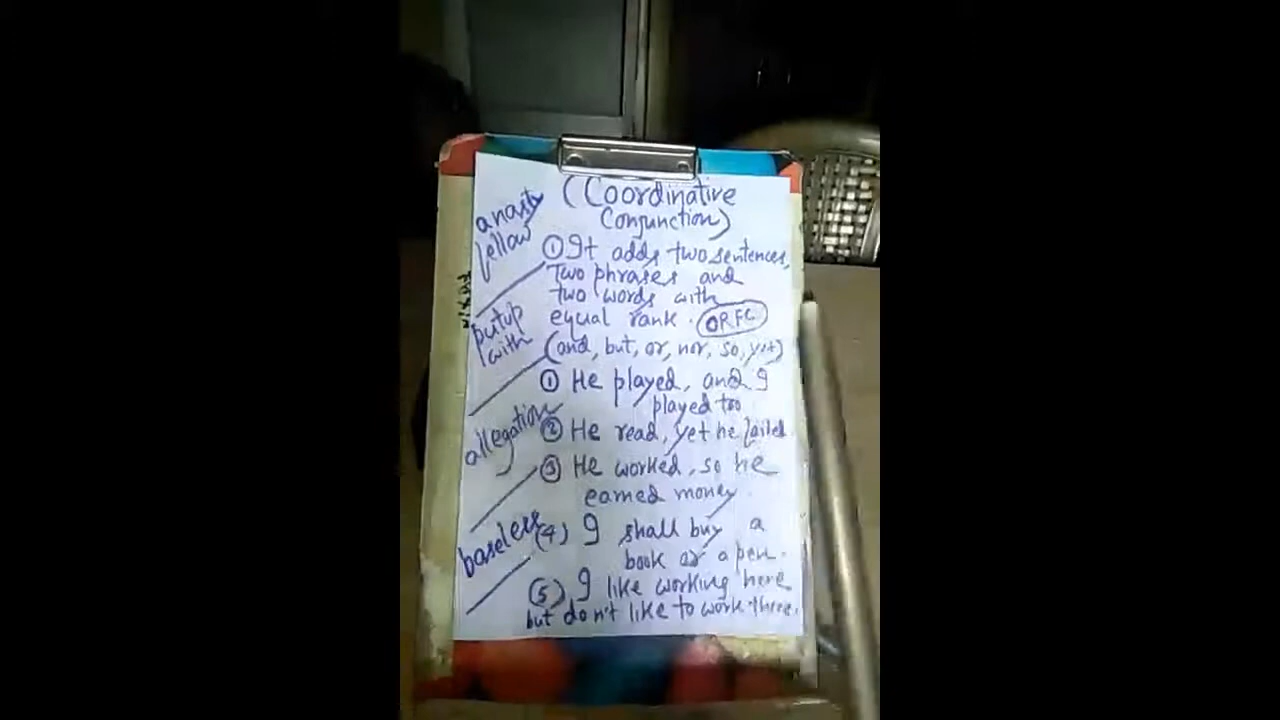 (Coordinative
Conjunction)
a nasty
fellow
① It adds two sentences,
Two phrases and
two words with
equal rank. ORFC
put up
with
(and, but, or, nor, so, yet)
① He played, and I
played too
allegation
② He read, yet he failed
③ He worked, so he
earned money
baseless
(4) I shall buy a
book or a pen.
(5) I like working here
but don't like to work there.